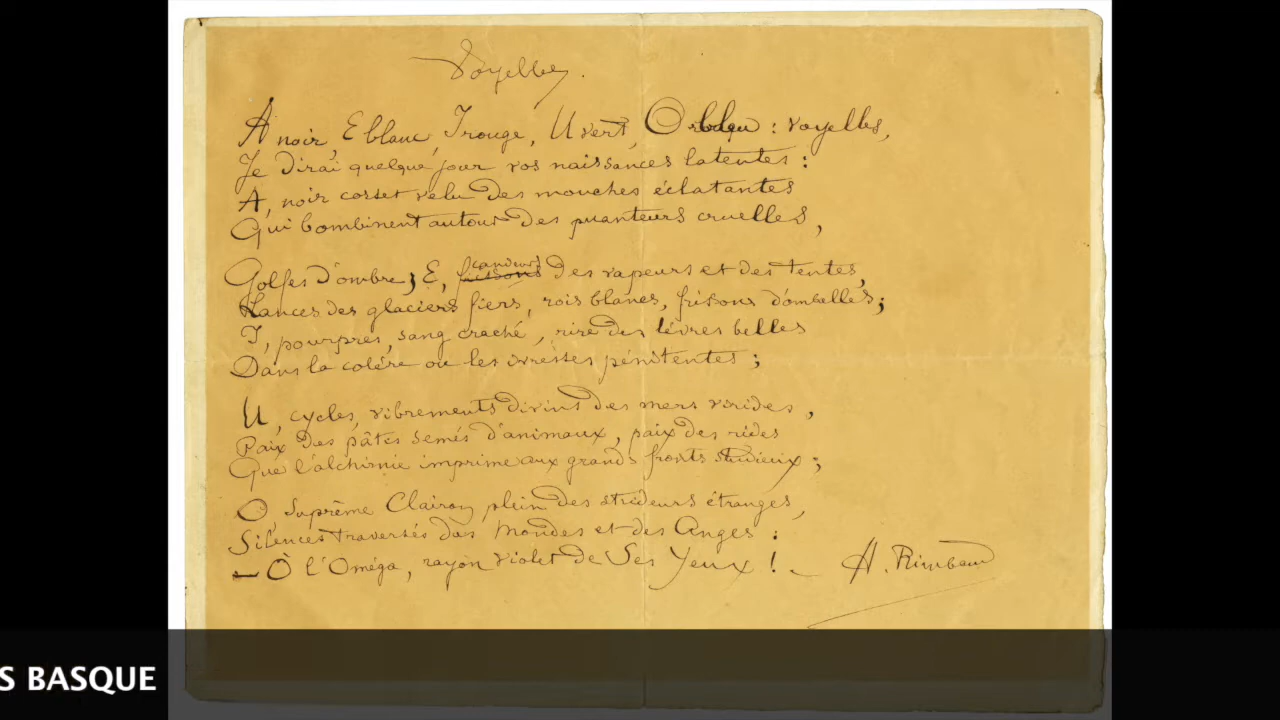 Voyelles.
A noir, E blanc, I rouge, U vert, O bleu : voyelles,
Je dirai quelque jour vos naissances latentes :
A, noir corset velu des mouches éclatantes
Qui bombinent autour des puanteurs cruelles,
Golfes d'ombre ; E, frissons candeurs des vapeurs et des tentes,
Lances des glaciers fiers, rois blancs, frissons d'ombelles ;
I, pourpres, sang craché, rire des lèvres belles
Dans la colère ou les ivresses pénitentes ;
U, cycles, vibrements divins des mers virides,
Paix des pâtis semés d'animaux, paix des rides
Que l'alchimie imprime aux grands fronts studieux ;
O, Suprême Clairon plein des strideurs étranges,
Silences traversés des Mondes et des Anges :
— O l'Oméga, rayon violet de Ses Yeux ! —
A. Rimbaud
S BASQUE